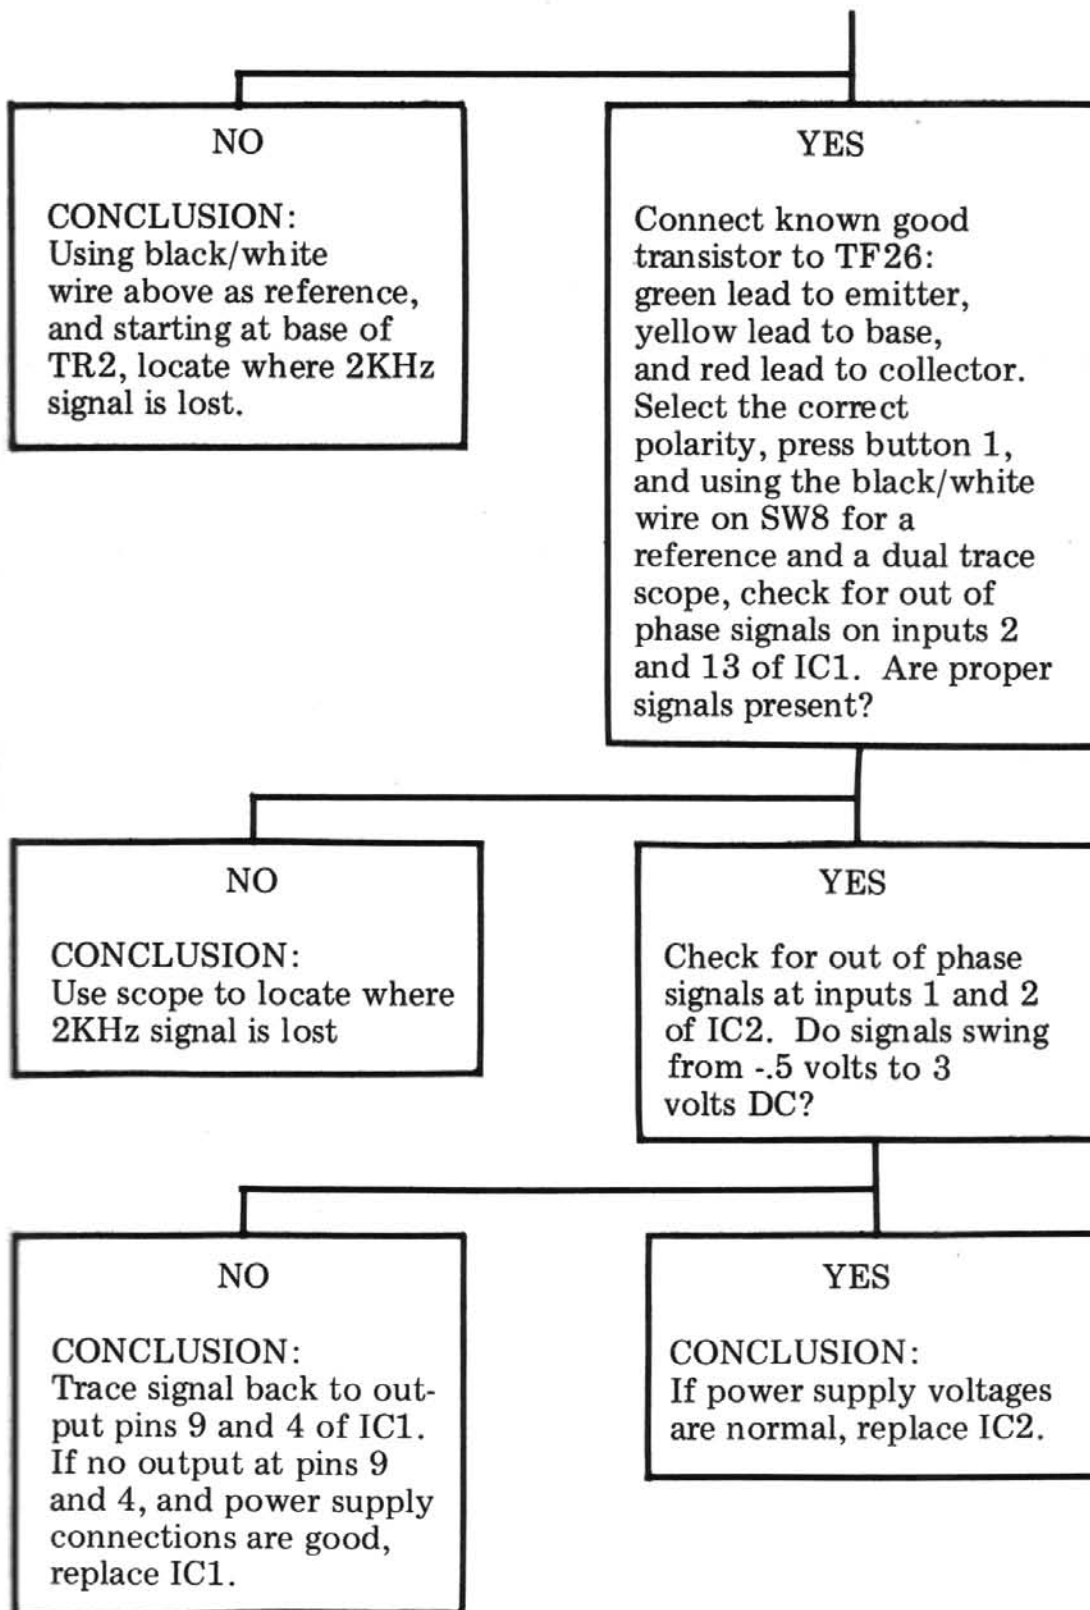 NO
CONCLUSION:
Using black/white
wire above as reference,
and starting at base of
TR2, locate where 2KHz
signal is lost.
YES
Connect known good
transistor to TF26:
green lead to emitter,
yellow lead to base,
and red lead to collector.
Select the correct
polarity, press button 1,
and using the black/white
wire on SW8 for a
reference and a dual trace
scope, check for out of
phase signals on inputs 2
and 13 of IC1. Are proper
signals present?
NO
CONCLUSION:
Use scope to locate where
2KHz signal is lost
YES
Check for out of phase
signals at inputs 1 and 2
of IC2. Do signals swing
from -.5 volts to 3
volts DC?
NO
CONCLUSION:
Trace signal back to out-
put pins 9 and 4 of IC1.
If no output at pins 9
and 4, and power supply
connections are good,
replace IC1.
YES
CONCLUSION:
If power supply voltages
are normal, replace IC2.